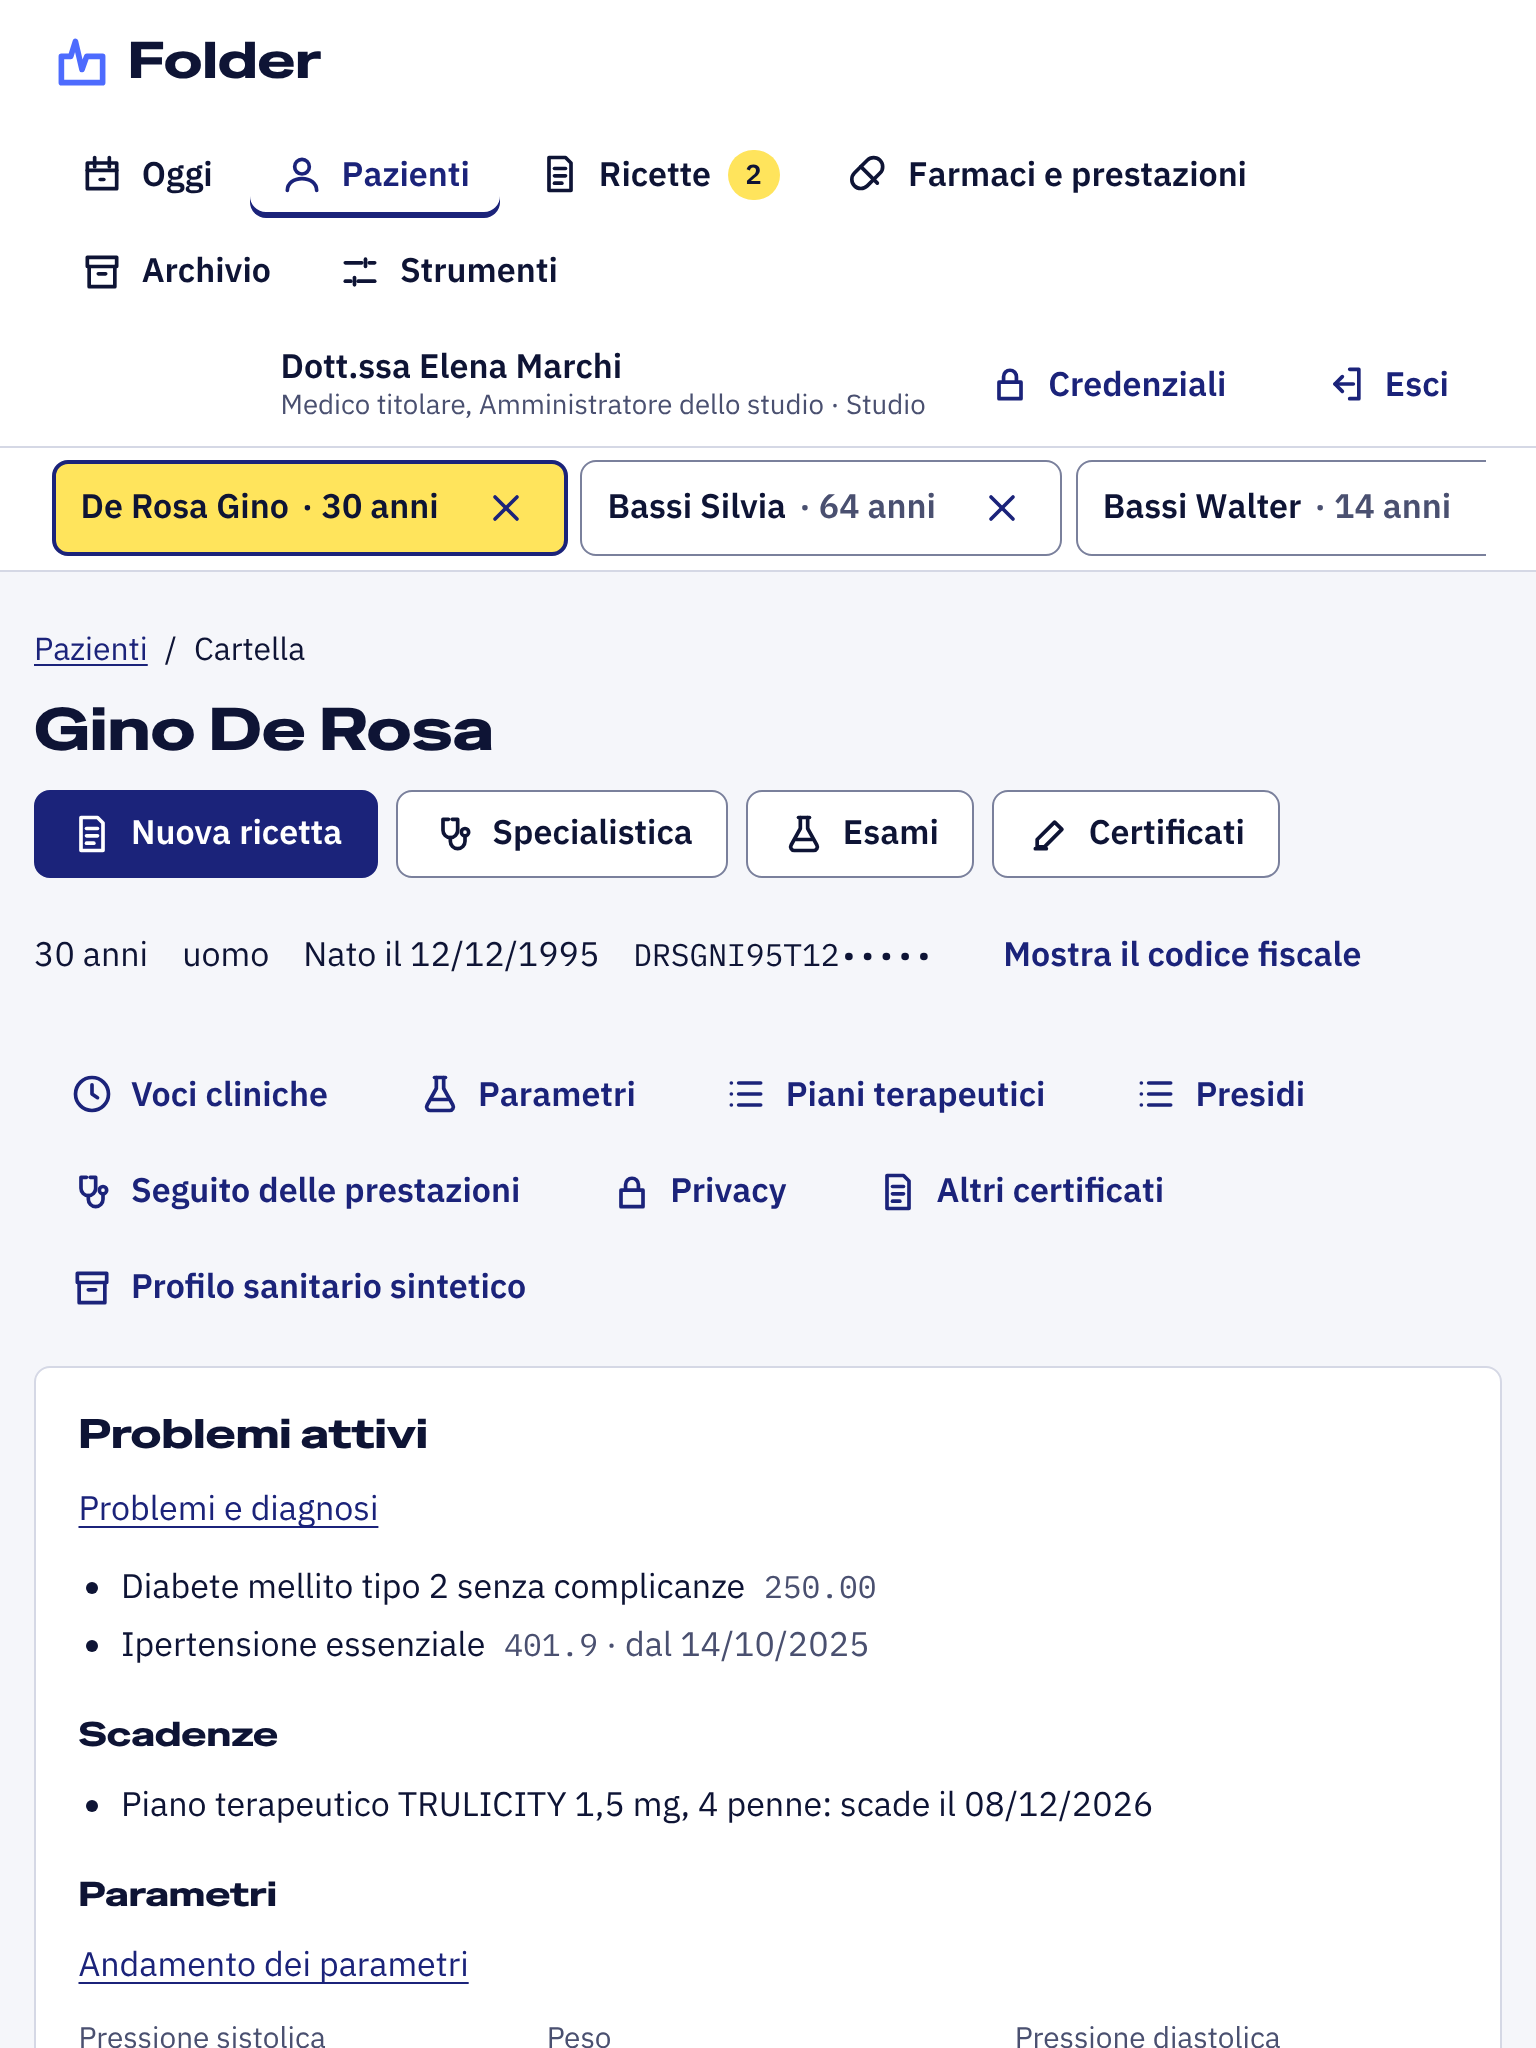 Folder
Oggi Pazienti Ricette 2 Farmaci e prestazioni
Archivio Strumenti
Dott.ssa Elena Marchi
Medico titolare, Amministratore dello studio · Studio
Credenziali Esci
De Rosa Gino · 30 anni Bassi Silvia · 64 anni Bassi Walter · 14 anni
Pazienti / Cartella
Gino De Rosa
Nuova ricetta Specialistica Esami Certificati
30 anni uomo Nato il 12/12/1995 DRSGNI95T12••••• Mostra il codice fiscale
Voci cliniche Parametri Piani terapeutici Presidi
Seguito delle prestazioni Privacy Altri certificati
Profilo sanitario sintetico
Problemi attivi
Problemi e diagnosi
• Diabete mellito tipo 2 senza complicanze 250.00
• Ipertensione essenziale 401.9 · dal 14/10/2025
Scadenze
• Piano terapeutico TRULICITY 1,5 mg, 4 penne: scade il 08/12/2026
Parametri
Andamento dei parametri
Pressione sistolica Peso Pressione diastolica